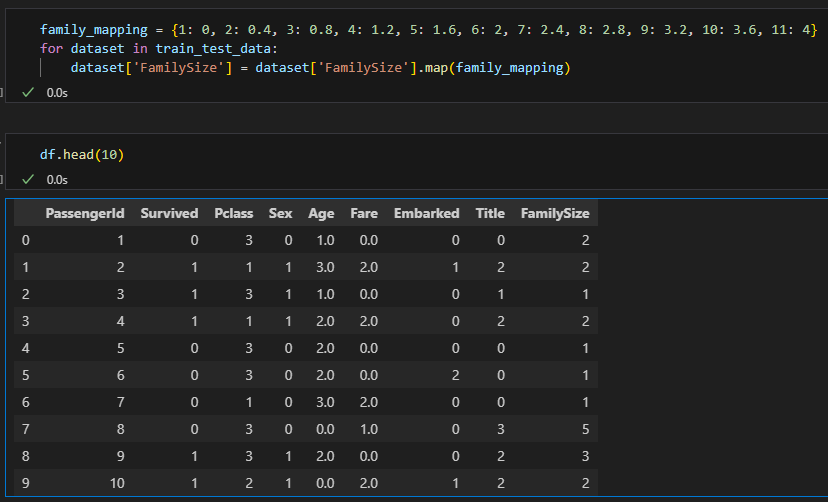 family_mapping = {1: 0, 2: 0.4, 3: 0.8, 4: 1.2, 5: 1.6, 6: 2, 7: 2.4, 8: 2.8, 9: 3.2, 10: 3.6, 11: 4}
for dataset in train_test_data:
    dataset['FamilySize'] = dataset['FamilySize'].map(family_mapping)
] ✓ 0.0s
df.head(10)
] ✓ 0.0s
PassengerId Survived Pclass Sex Age Fare Embarked Title FamilySize
0 1 0 3 0 1.0 0.0 0 0 2
1 2 1 1 1 3.0 2.0 1 2 2
2 3 1 3 1 1.0 0.0 0 1 1
3 4 1 1 1 2.0 2.0 0 2 2
4 5 0 3 0 2.0 0.0 0 0 1
5 6 0 3 0 2.0 0.0 2 0 1
6 7 0 1 0 3.0 2.0 0 0 1
7 8 0 3 0 0.0 1.0 0 3 5
8 9 1 3 1 2.0 0.0 0 2 3
9 10 1 2 1 0.0 2.0 1 2 2